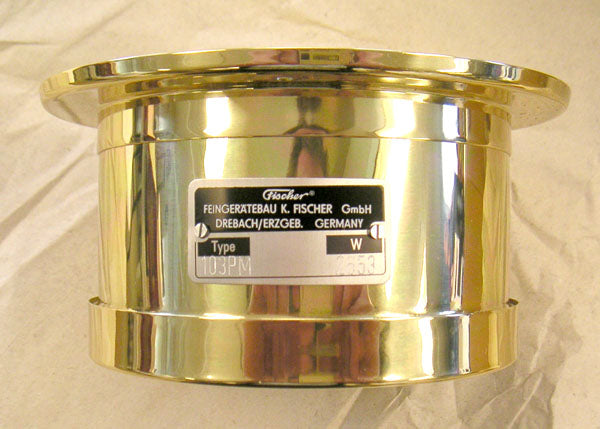 Fischer®
FEINGERÄTEBAU K. FISCHER GmbH
DREBACH/ERZGEB. GERMANY
Type W
103PM